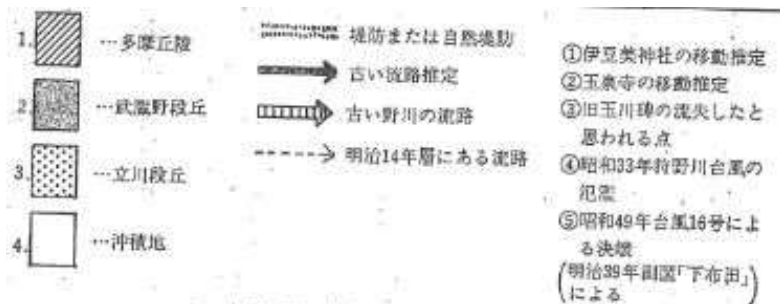 1. …多摩丘陵
2. …武蔵野段丘
3. …立川段丘
4. …沖積地
堤防または自然堤防
古い流路推定
古い野川の流路
明治14年層にある流路
①伊豆美神社の移動推定
②玉泉寺の移動推定
③旧玉川碑の流失したと
思われる点
④昭和33年狩野川台風の
氾濫
⑤昭和49年台風16号によ
る決壊
(明治39年測図「下布田」
による)